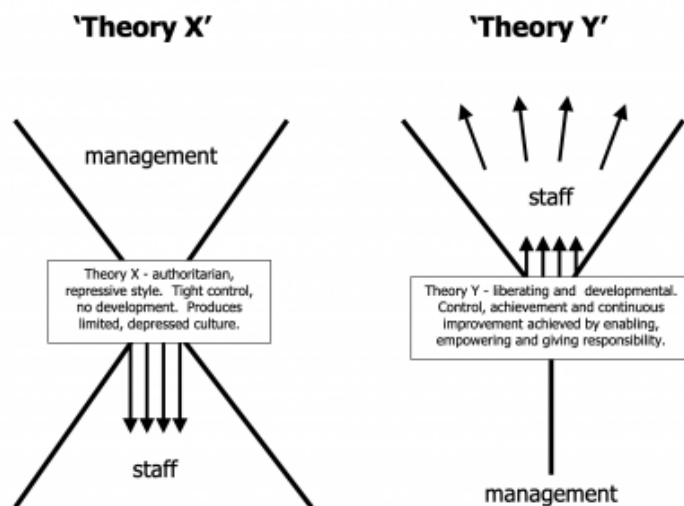 'Theory X'
management
Theory X - authoritarian,
repressive style. Tight control,
no development. Produces
limited, depressed culture.
staff
'Theory Y'
staff
Theory Y - liberating and developmental.
Control, achievement and continuous
improvement achieved by enabling,
empowering and giving responsibility.
management